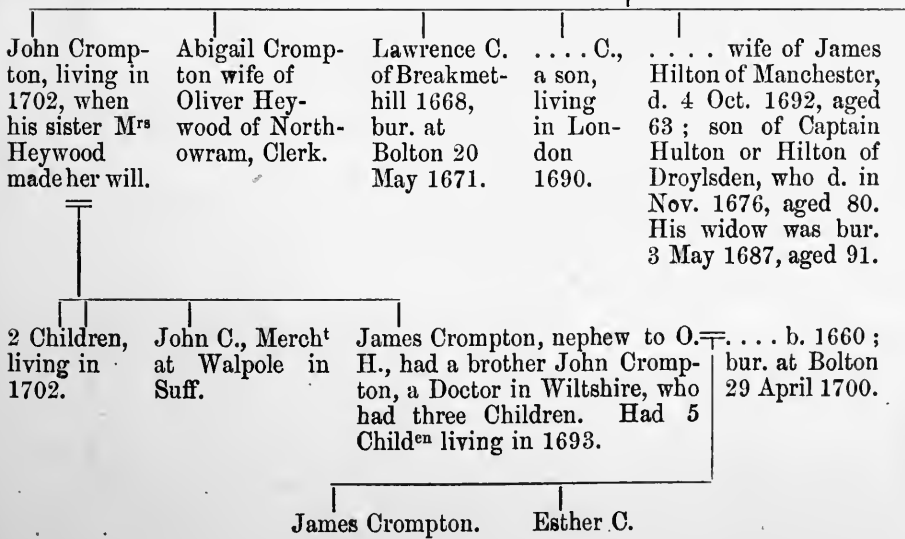 John Cromp-
ton, living in
1702, when
his sister Mrs
Heywood
made her will.
Abigail Cromp-
ton wife of
Oliver Hey-
wood of North-
owram, Clerk.
Lawrence C.
of Breakmet-
hill 1668,
bur. at
Bolton 20
May 1671.
. . . . C.,
a son,
living
in Lon-
don
1690.
. . . . wife of James
Hilton of Manchester,
d. 4 Oct. 1692, aged
63 ; son of Captain
Hulton or Hilton of
Droylsden, who d. in
Nov. 1676, aged 80.
His widow was bur.
3 May 1687, aged 91.
2 Children,
living in
1702.
John C., Mercht
at Walpole in
Suff.
James Crompton, nephew to O.
H., had a brother John Cromp-
ton, a Doctor in Wiltshire, who
had three Children. Had 5
Childen living in 1693.
. . . . b. 1660 ;
bur. at Bolton
29 April 1700.
James Crompton.
Esther C.